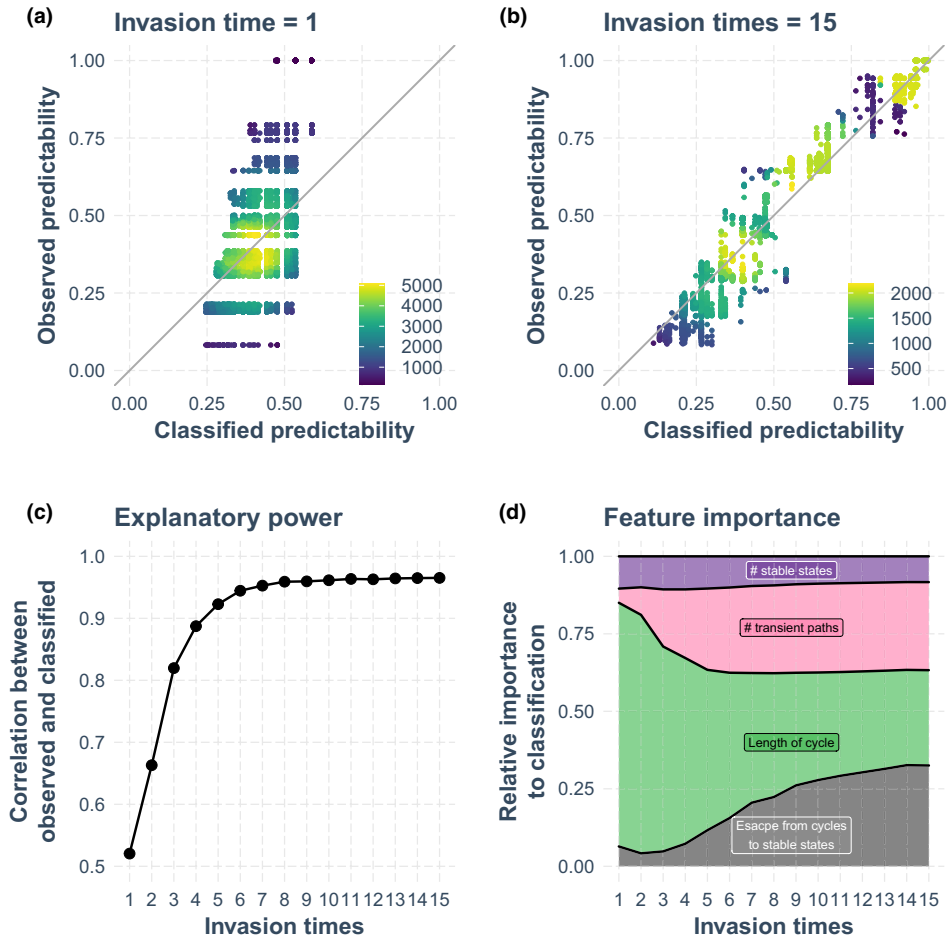 (a)
Invasion time = 1
Observed predictability
1.00
0.75
0.50
0.25
0.00
5000
4000
3000
2000
1000
0.00 0.25 0.50 0.75 1.00
Classified predictability
(b)
Invasion times = 15
Observed predictability
1.00
0.75
0.50
0.25
0.00
2000
1500
1000
500
0.00 0.25 0.50 0.75 1.00
Classified predictability
(c)
Explanatory power
Correlation between
observed and classified
1.0
0.9
0.8
0.7
0.6
0.5
1 2 3 4 5 6 7 8 9 10 11 12 13 14 15
Invasion times
(d)
Feature importance
Relative importance
to classification
1.00
0.75
0.50
0.25
0.00
# stable states
# transient paths
Length of cycle
Esacpe from cycles
to stable states
1 2 3 4 5 6 7 8 9 10 11 12 13 14 15
Invasion times